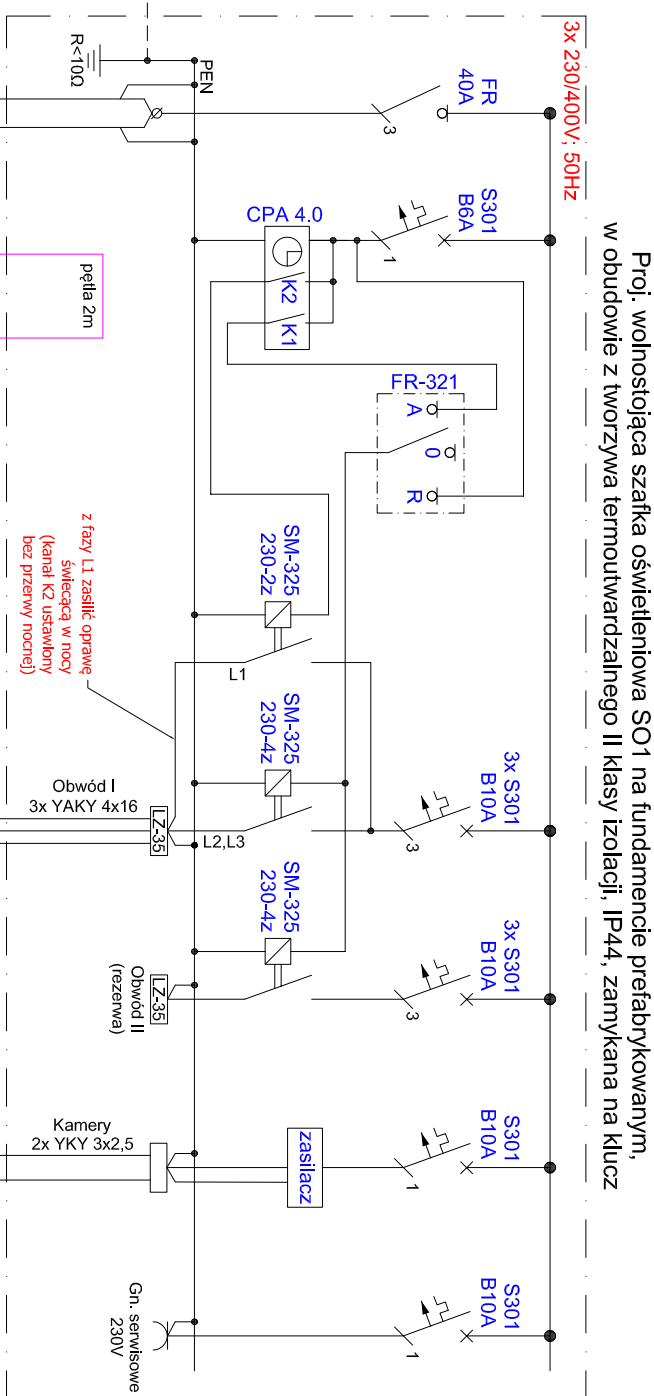 Proj. wolnostojąca szafka oświetleniowa SO1 na fundamencie prefabrykowanym,
w obudowie z tworzywa termoutwardzalnego II klasy izolacji, IP44, zamykana na klucz
3x 230/400V; 50Hz
FR
40A
3
PEN
R<10Ω
S301
B6A
1
CPA 4.0
K2
K1
pętla 2m
FR-321
A
0
R
SM-325
230-2z
L1
z fazy L1 zasilić oprawę
świecącą w nocy
(kanał K2 ustawiony
bez przerwy nocnej)
3x S301
B10A
3
SM-325
230-4z
L2,L3
LZ-35
Obwód I
3x YAKY 4x16
3x S301
B10A
3
SM-325
230-4z
LZ-35
Obwód II
(rezerwa)
S301
B10A
1
zasilacz
Kamery
2x YKY 3x2,5
S301
B10A
1
Gn. serwisowe
230V